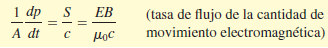 1/A dp/dt = S/c = EB/μ₀c (tasa de flujo de la cantidad de
movimiento electromagnética)